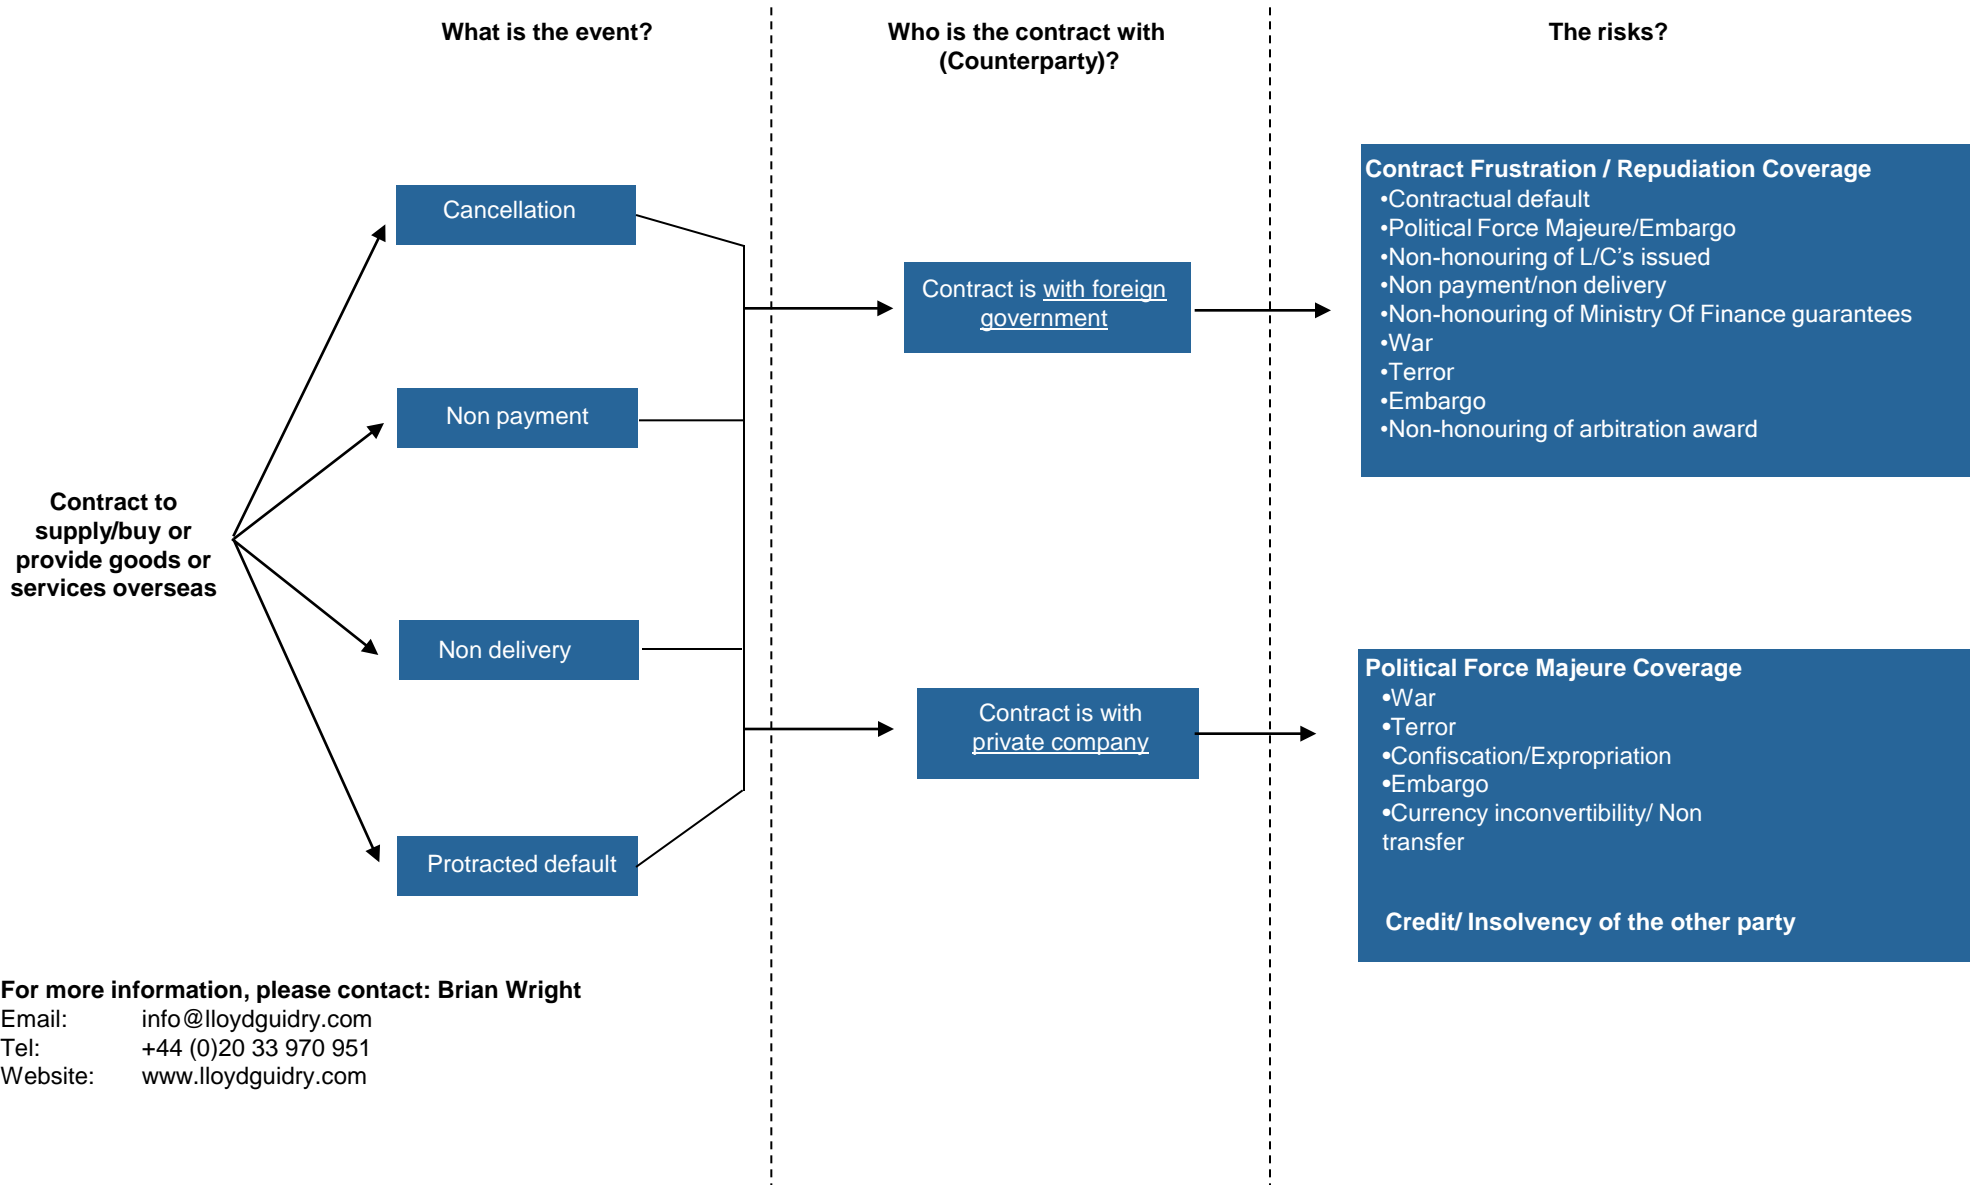 What is the event?
Who is the contract with
(Counterparty)?
The risks?
Contract to
supply/buy or
provide goods or
services overseas
Cancellation
Non payment
Non delivery
Protracted default
Contract is with foreign
government
Contract is with
private company
Contract Frustration / Repudiation Coverage
•Contractual default
•Political Force Majeure/Embargo
•Non-honouring of L/C’s issued
•Non payment/non delivery
•Non-honouring of Ministry Of Finance guarantees
•War
•Terror
•Embargo
•Non-honouring of arbitration award
Political Force Majeure Coverage
•War
•Terror
•Confiscation/Expropriation
•Embargo
•Currency inconvertibility/ Non
transfer
Credit/ Insolvency of the other party
For more information, please contact: Brian Wright
Email: info@lloydguidry.com
Tel: +44 (0)20 33 970 951
Website: www.lloydguidry.com